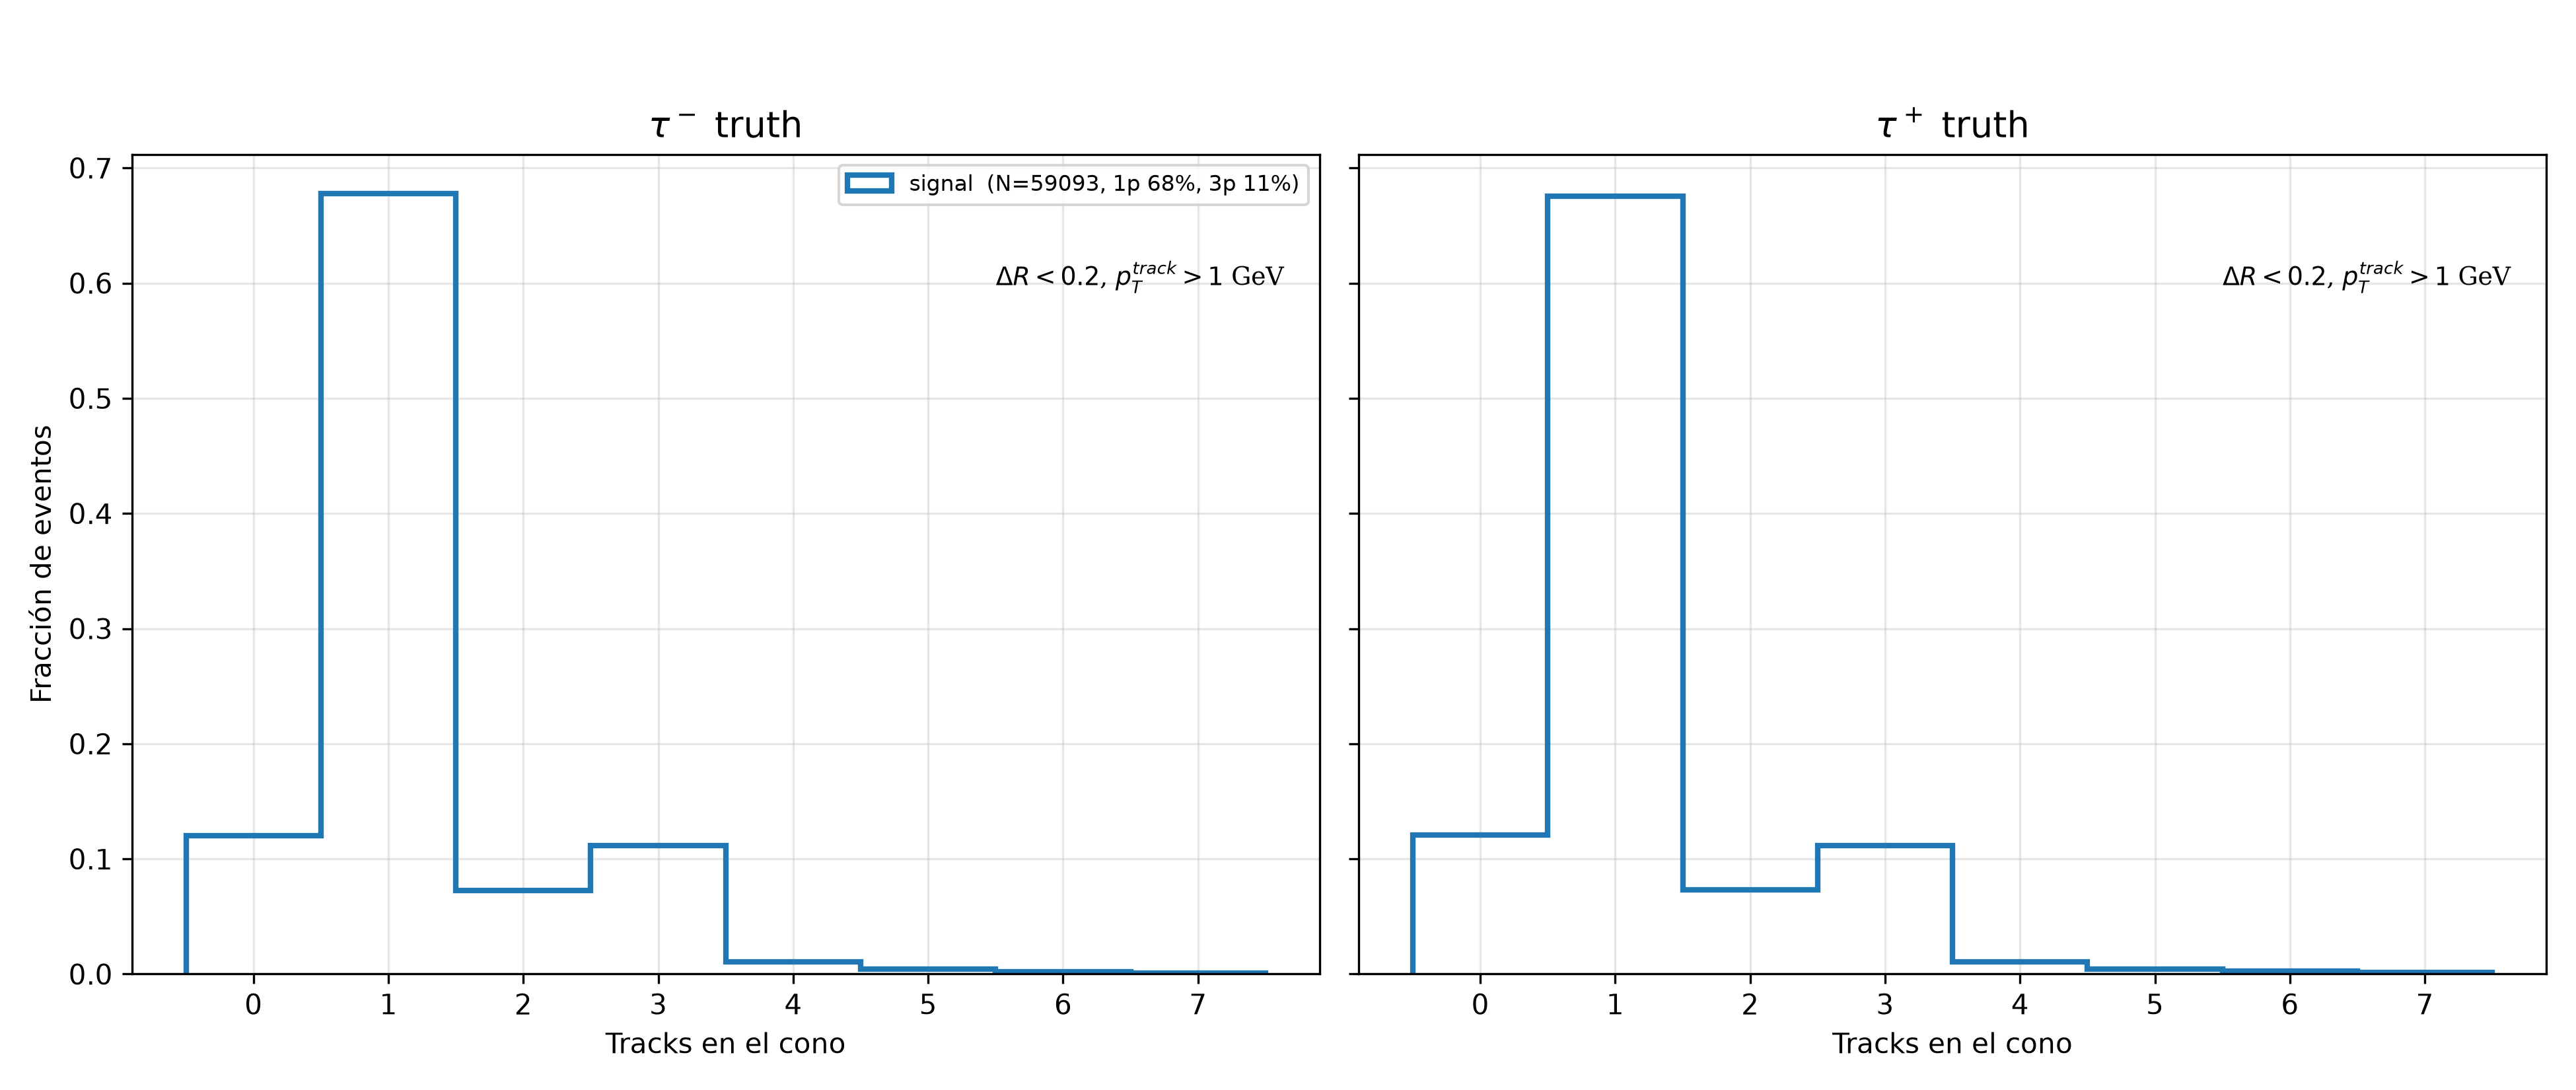 τ⁻ truth
signal  (N=59093, 1p 68%, 3p 11%)
ΔR < 0.2, p_T^{track} > 1 GeV
Fracción de eventos
0.7
0.6
0.5
0.4
0.3
0.2
0.1
0.0
0 1 2 3 4 5 6 7
Tracks en el cono
τ⁺ truth
ΔR < 0.2, p_T^{track} > 1 GeV
0 1 2 3 4 5 6 7
Tracks en el cono